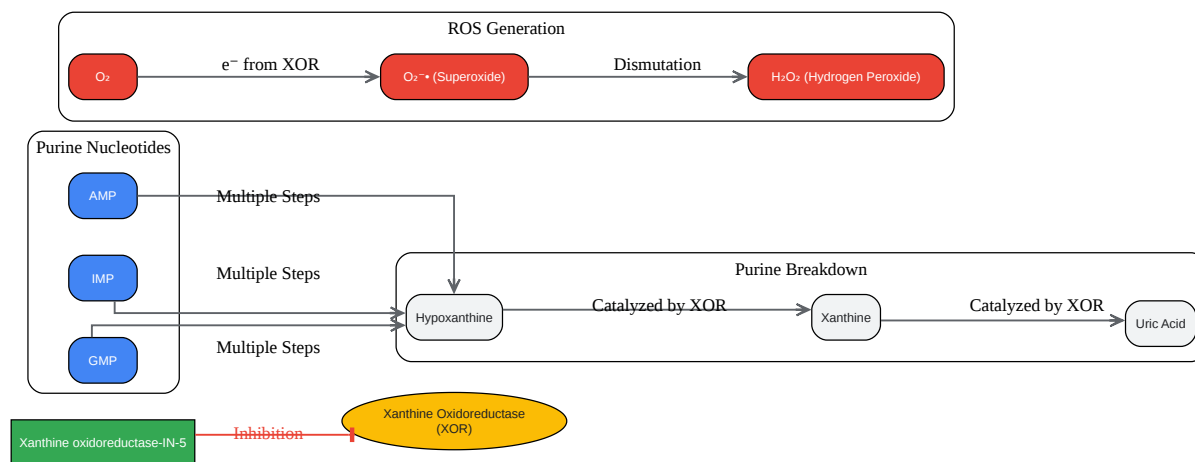 ROS Generation
O₂
e⁻ from XOR
O₂⁻• (Superoxide)
Dismutation
H₂O₂ (Hydrogen Peroxide)
Purine Nucleotides
AMP
Multiple Steps
IMP
Multiple Steps
GMP
Multiple Steps
Purine Breakdown
Hypoxanthine
Catalyzed by XOR
Xanthine
Catalyzed by XOR
Uric Acid
Xanthine oxidoreductase-IN-5
Inhibition
Xanthine Oxidoreductase
(XOR)